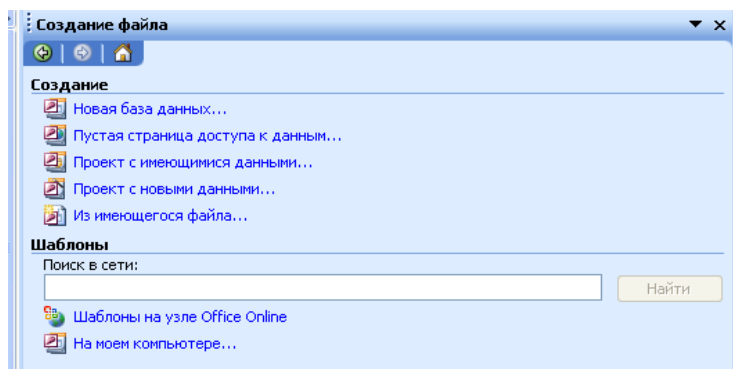 Создание файла
Создание
Новая база данных...
Пустая страница доступа к данным...
Проект с имеющимися данными...
Проект с новыми данными...
Из имеющегося файла...
Шаблоны
Поиск в сети:
Найти
Шаблоны на узле Office Online
На моем компьютере...